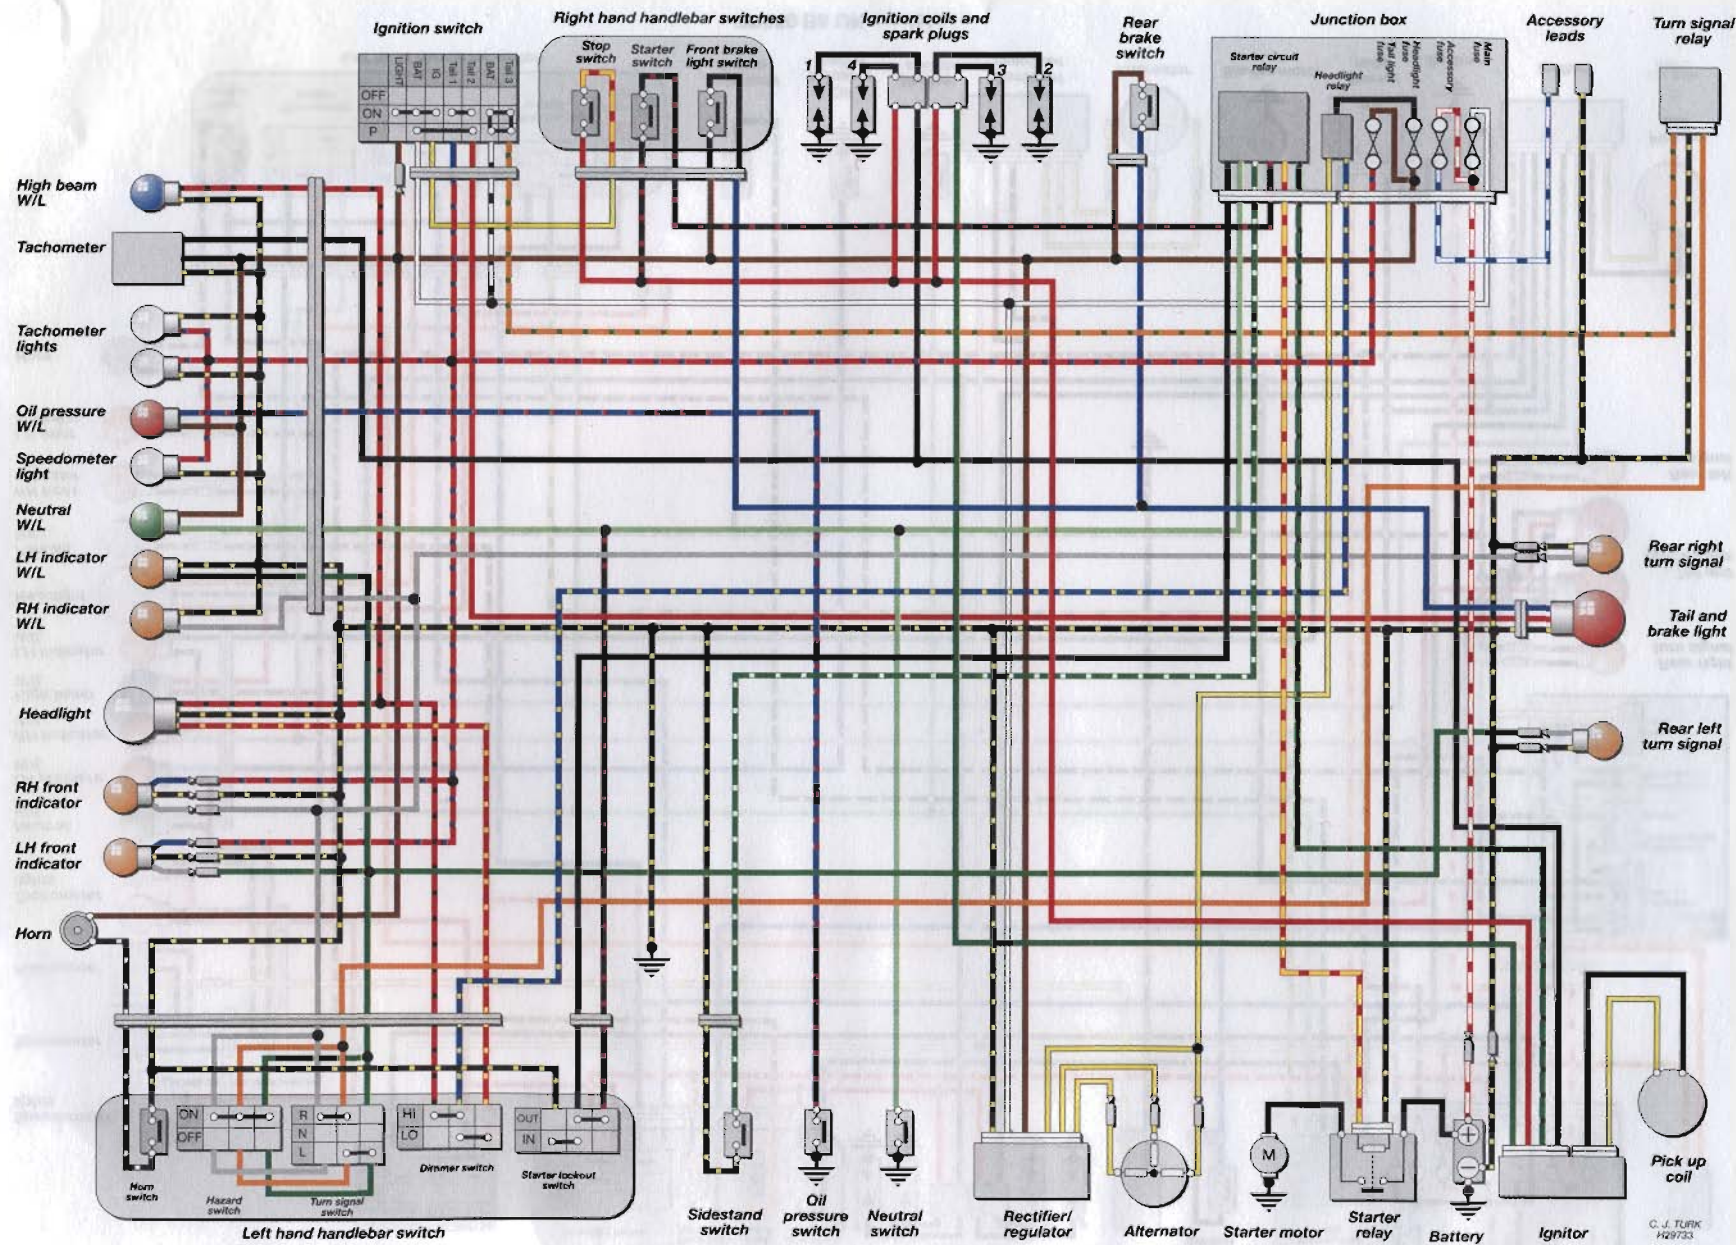 Ignition switch
Right hand handlebar switches
Ignition coils and
spark plugs
Rear
brake
switch
Junction box
Accessory
leads
Turn signal
relay
LIGHT
BAT
IG
Tail 1
Tail 2
BAT
Tail 3
OFF
ON
P
Stop
switch
Starter
switch
Front brake
light switch
1
4
3
2
Starter circuit
relay
Headlight
relay
Tail light
fuse
Headlight
fuse
Accessory
fuse
Main
fuse
High beam
W/L
Tachometer
Tachometer
lights
Oil pressure
W/L
Speedometer
light
Neutral
W/L
LH indicator
W/L
RH indicator
W/L
Headlight
RH front
indicator
LH front
indicator
Horn
Rear right
turn signal
Tail and
brake light
Rear left
turn signal
ON
OFF
R
N
L
HI
LO
OUT
IN
Horn
switch
Hazard
switch
Turn signal
switch
Dimmer switch
Starter lockout
switch
Left hand handlebar switch
Sidestand
switch
Oil
pressure
switch
Neutral
switch
Rectifier/
regulator
Alternator
M
Starter motor
Starter
relay
Battery
Ignitor
Pick up
coil
C. J. TURK
H29733